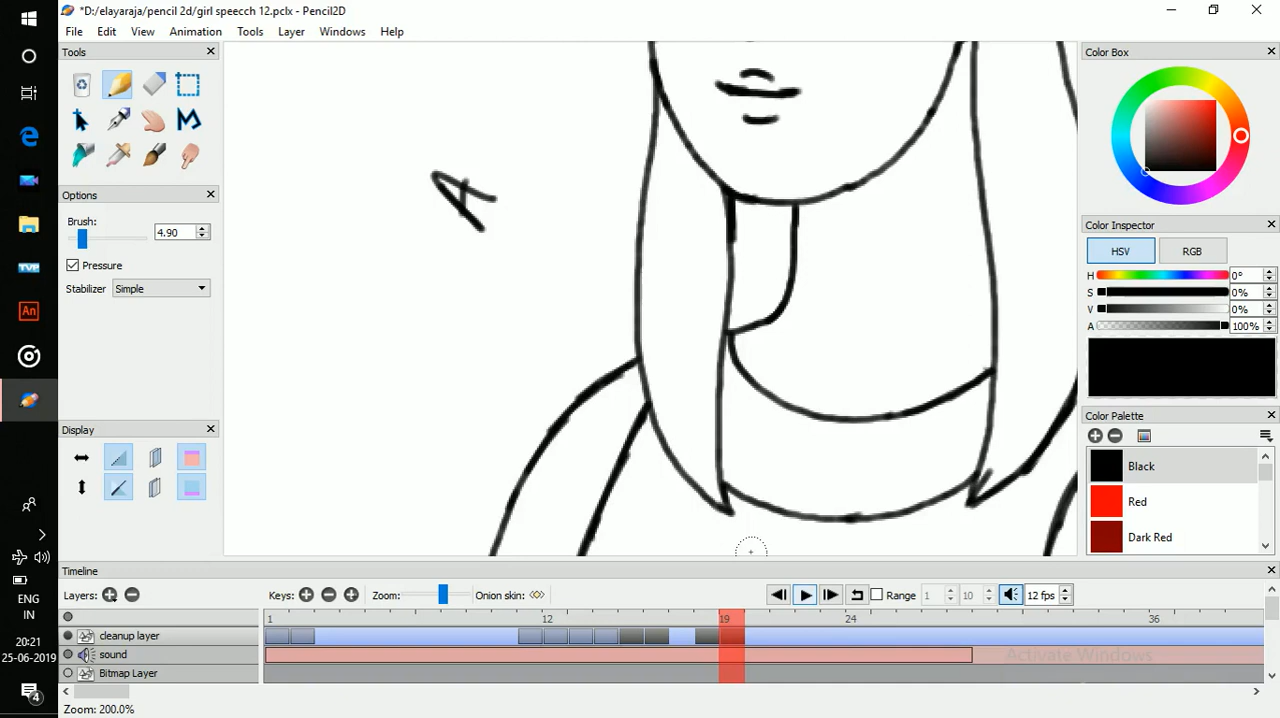 *D:/elayaraja/pencil 2d/girl speecch 12.pclx - Pencil2D
File Edit View Animation Tools Layer Windows Help
Tools
Options
Brush:
4.90
Pressure
Stabilizer Simple
Display
A
Color Box
Color Inspector
HSV RGB
H 0°
S 0%
V 0%
A 100%
Color Palette
Black
Red
Dark Red
Timeline
Layers: Keys: Zoom: Onion skin: Range 1 10 12 fps
1 12 19 24 36
cleanup layer
sound
Bitmap Layer
Activate Windows
Zoom: 200.0%
TVP
An
ENG
IN
20:21
25-06-2019
4